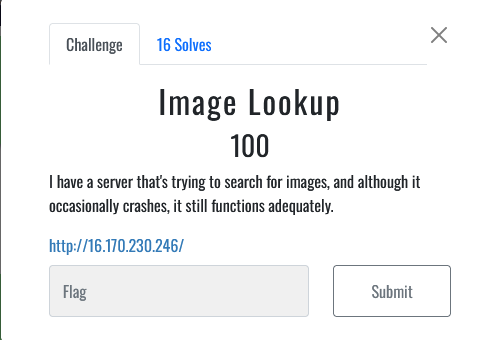 Challenge
16 Solves
Image Lookup
100
I have a server that's trying to search for images, and although it
occasionally crashes, it still functions adequately.
http://16.170.230.246/
Flag
Submit